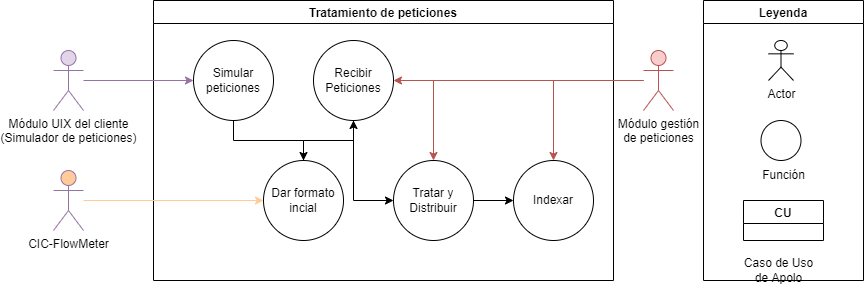 Tratamiento de peticiones
Leyenda
Simular
peticiones
Recibir
Peticiones
Actor
Módulo UIX del cliente
(Simulador de peticiones)
Módulo gestión
de peticiones
Función
Dar formato
incial
Tratar y
Distribuir
Indexar
CU
CIC-FlowMeter
Caso de Uso
de Apolo